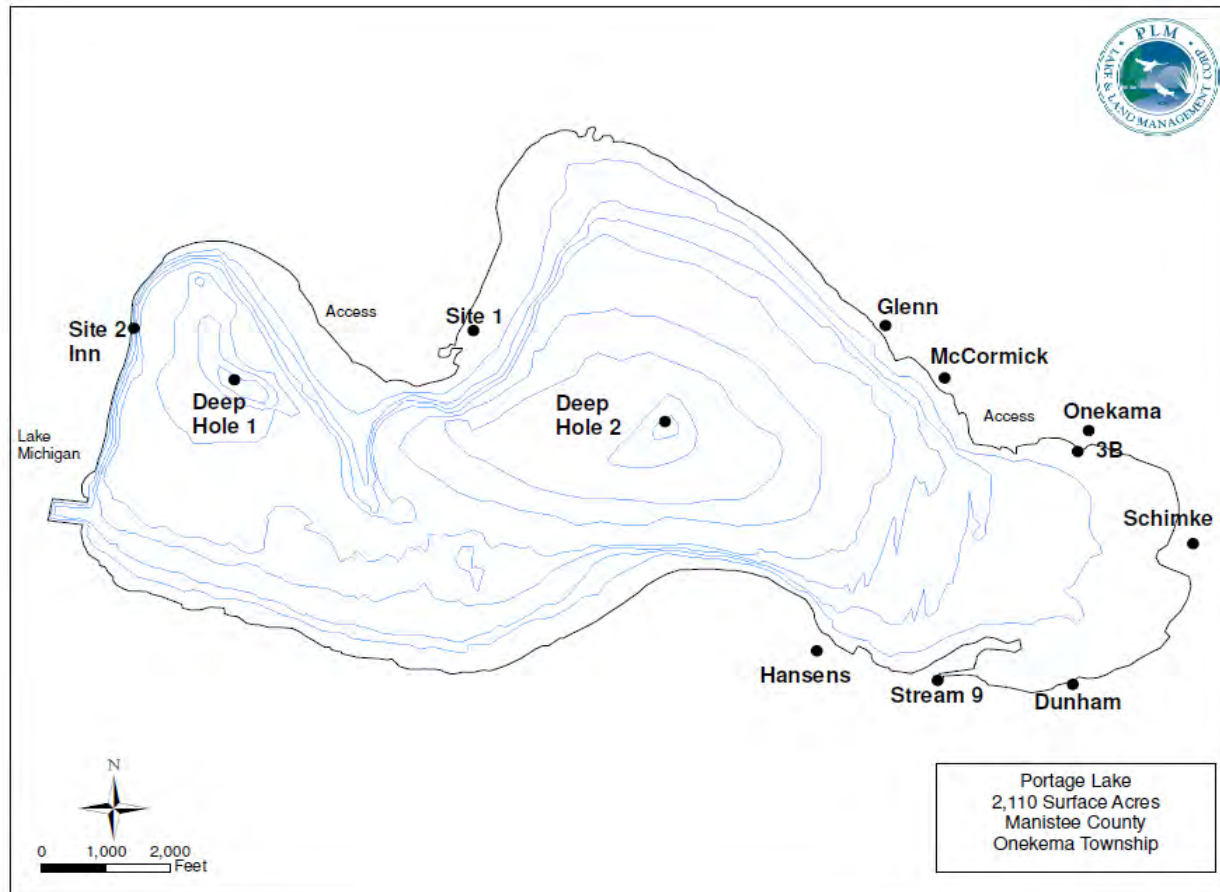 PLM
LAKE & LAND MANAGEMENT CORP
Access
Site 1
Site 2
Inn
Glenn
McCormick
Deep
Hole 1
Deep
Hole 2
Access
Onekama
3B
Lake
Michigan
Schimke
Hansens
Stream 9
Dunham
N
0 1,000 2,000
Feet
Portage Lake
2,110 Surface Acres
Manistee County
Onekema Township